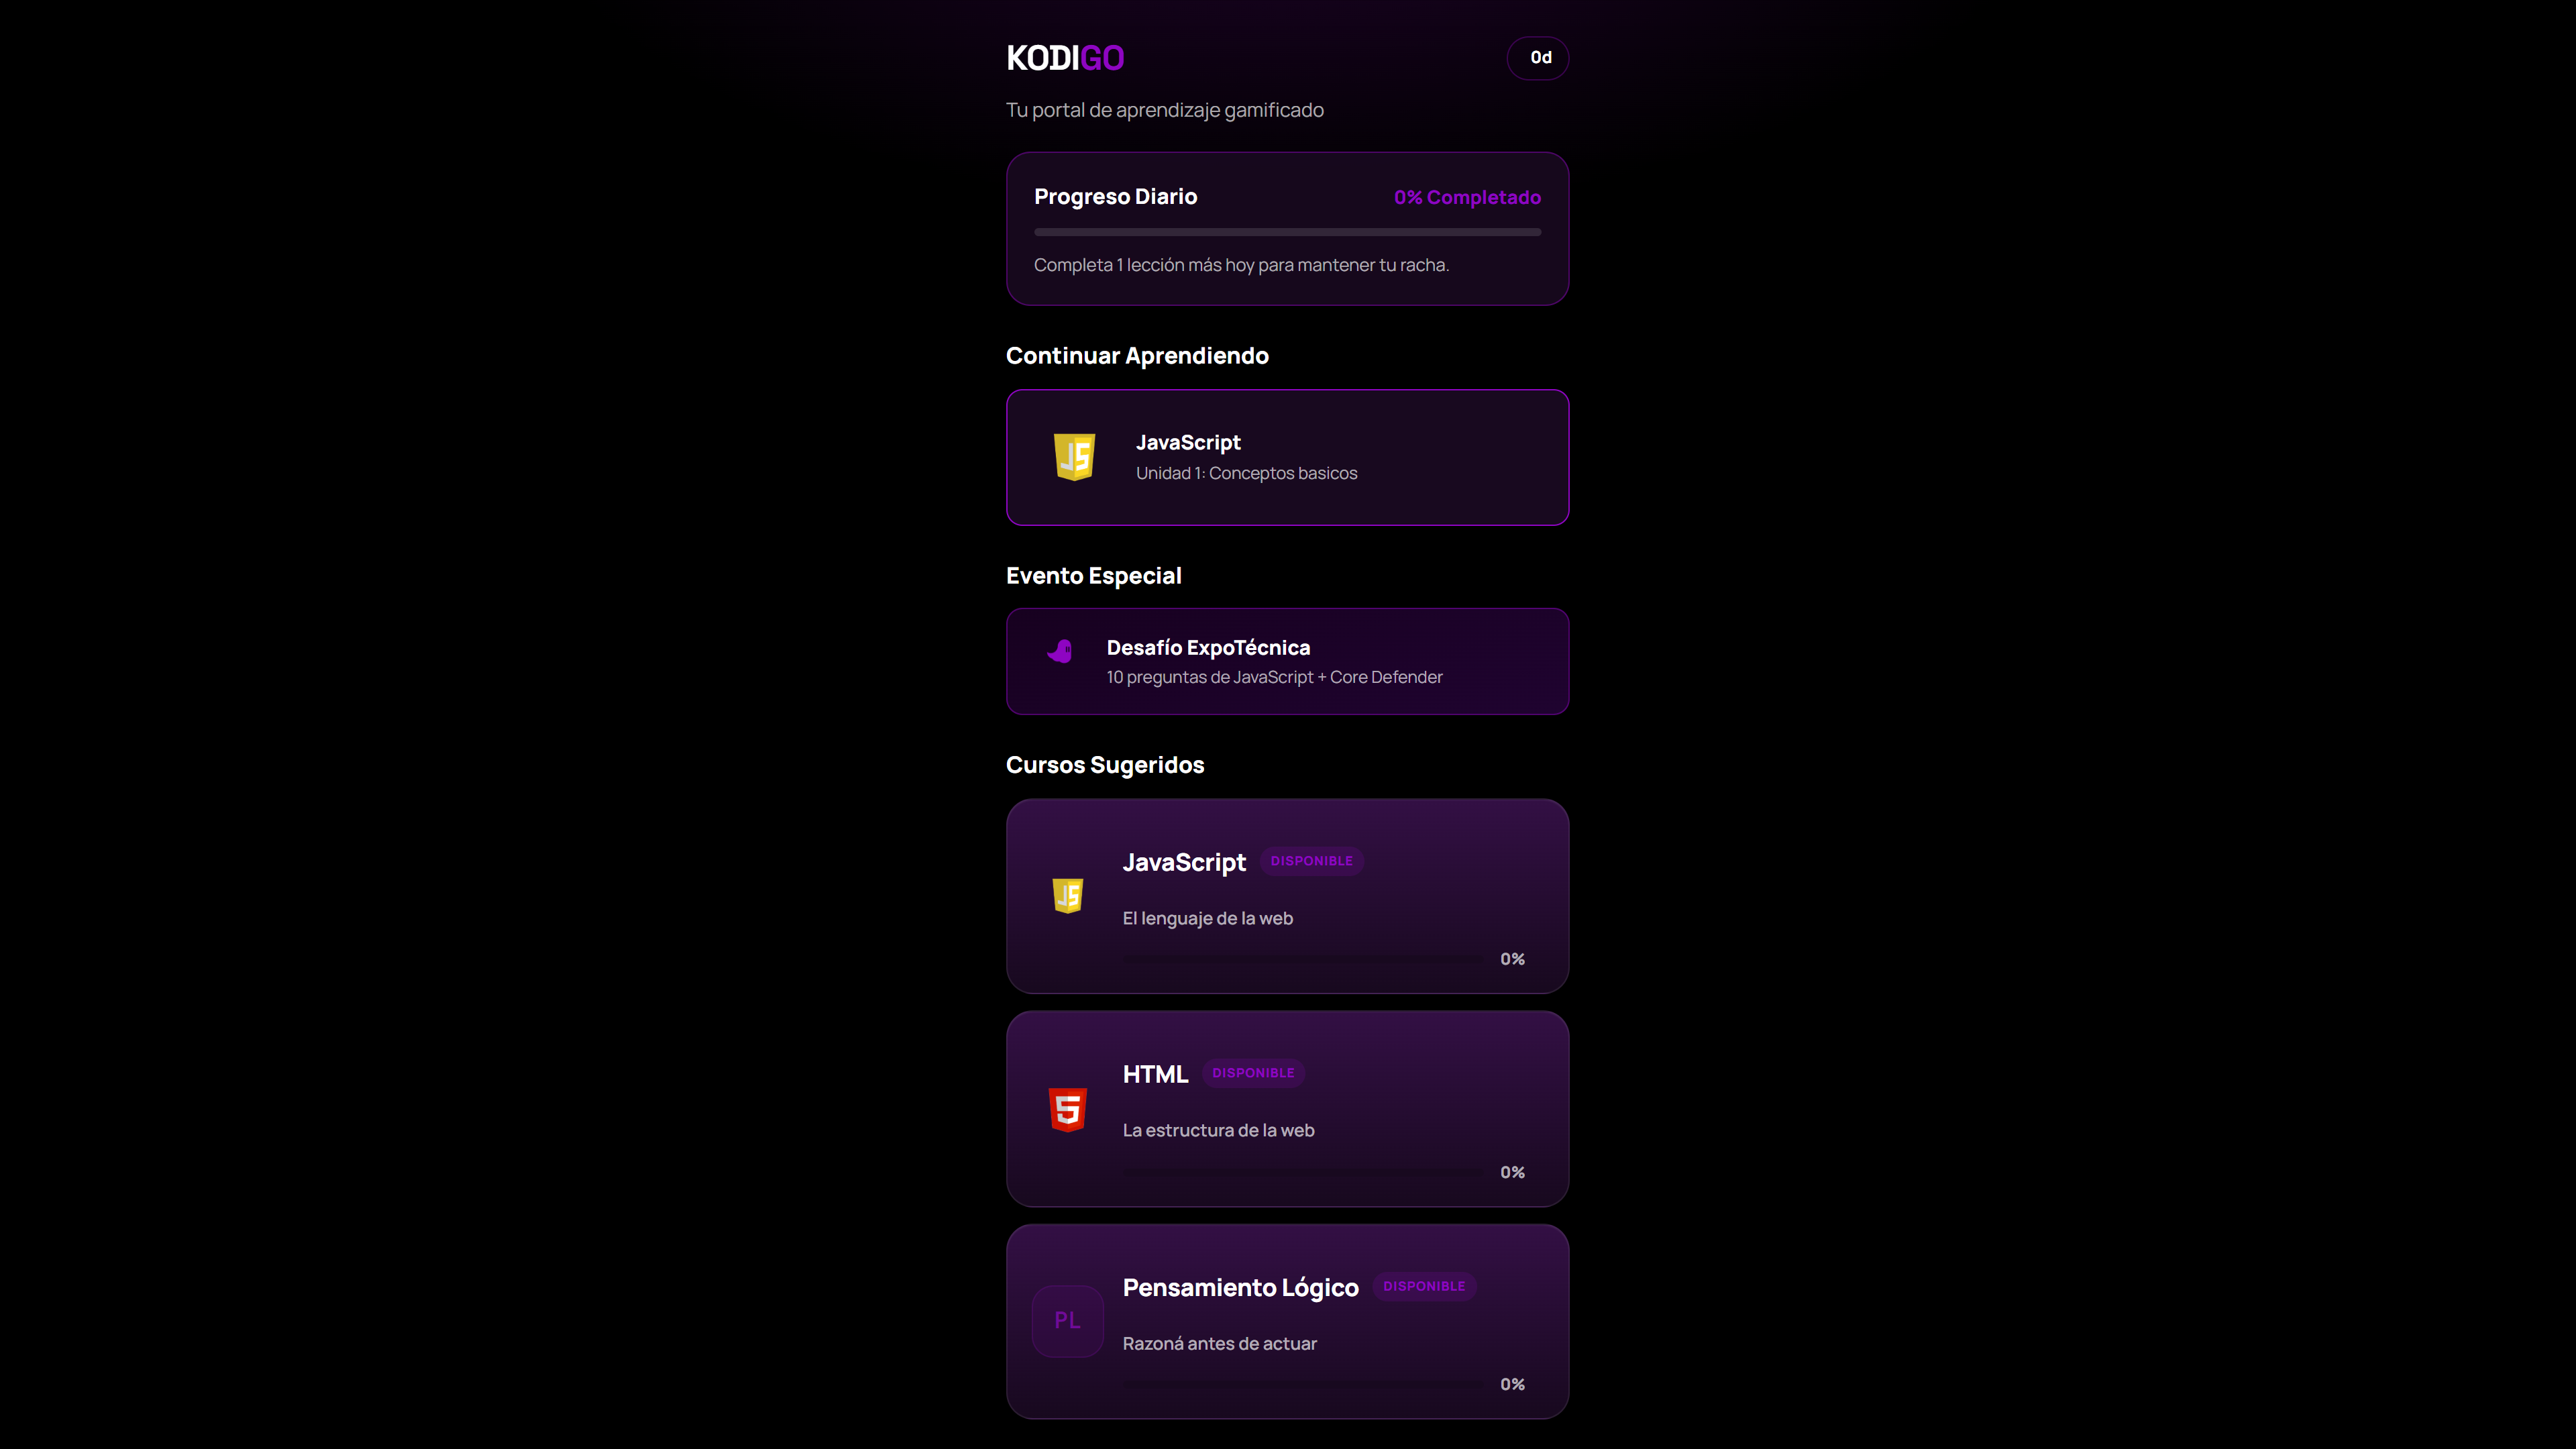 KODIGO
0d
Tu portal de aprendizaje gamificado
Progreso Diario
0% Completado
Completa 1 lección más hoy para mantener tu racha.
Continuar Aprendiendo
JS
JavaScript
Unidad 1: Conceptos basicos
Evento Especial
Desafío ExpoTécnica
10 preguntas de JavaScript + Core Defender
Cursos Sugeridos
JS
JavaScript
DISPONIBLE
El lenguaje de la web
0%
5
HTML
DISPONIBLE
La estructura de la web
0%
PL
Pensamiento Lógico
DISPONIBLE
Razoná antes de actuar
0%